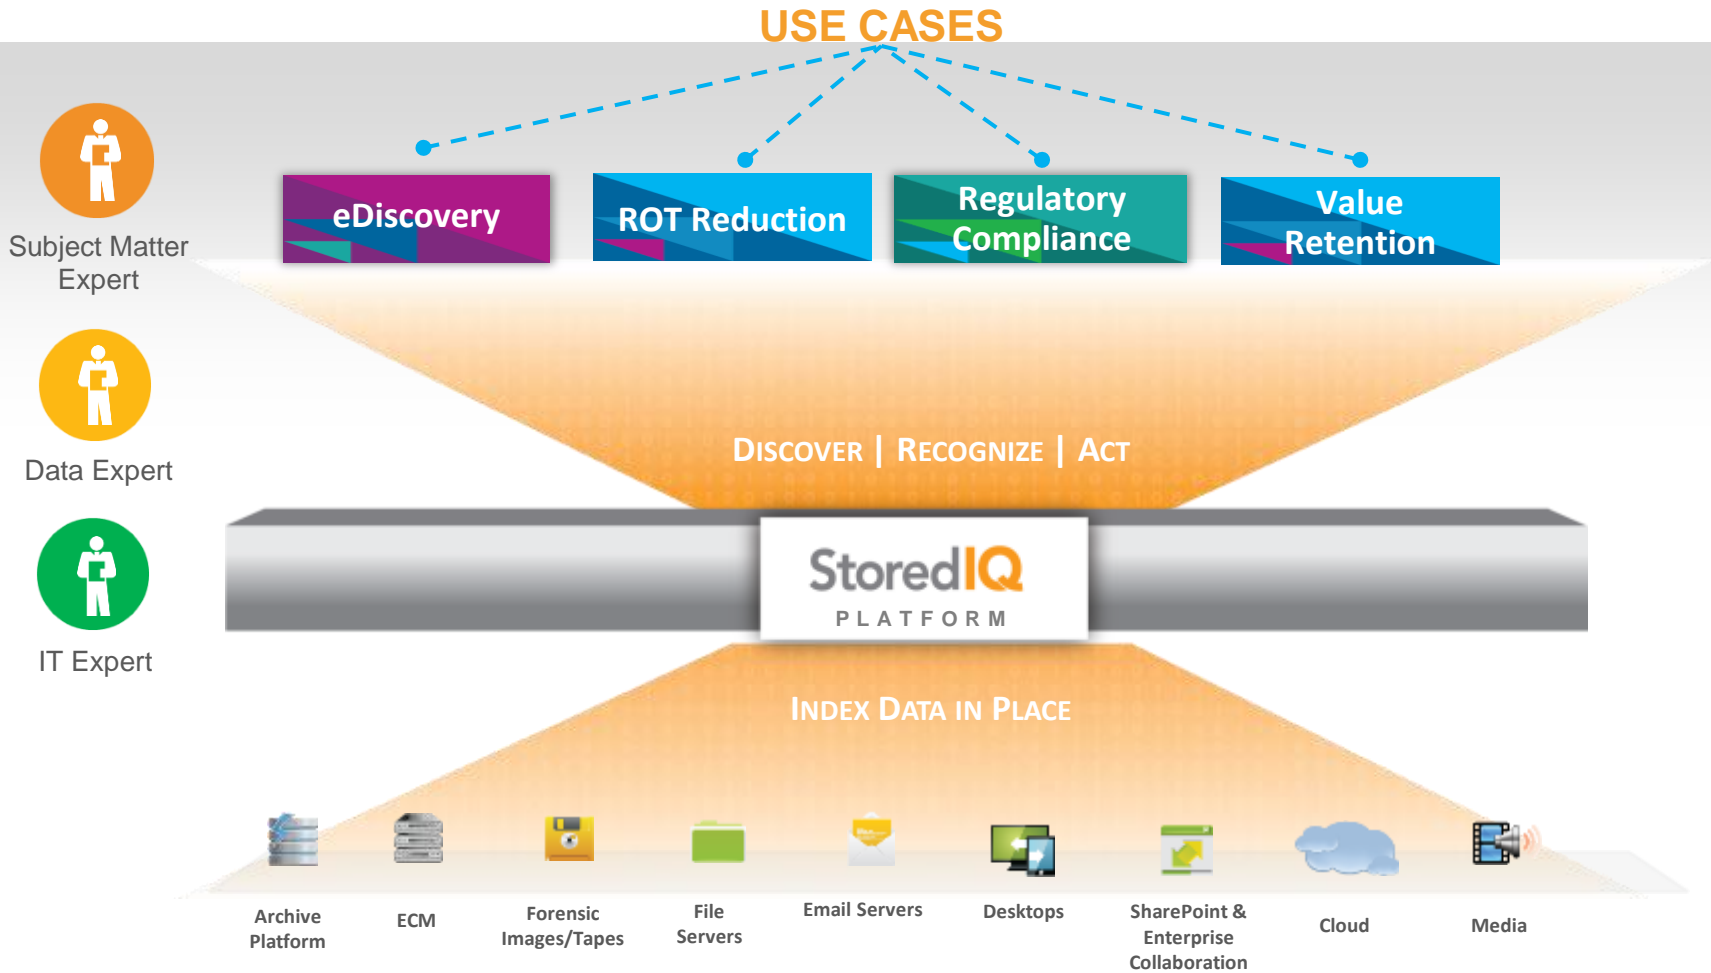 USE CASES
eDiscovery
ROT Reduction
Regulatory
Compliance
Value
Retention
Subject Matter
Expert
Data Expert
IT Expert
DISCOVER | RECOGNIZE | ACT
StoredIQ
PLATFORM
INDEX DATA IN PLACE
Archive
Platform
ECM
Forensic
Images/Tapes
File
Servers
Email Servers
Desktops
SharePoint &
Enterprise
Collaboration
Cloud
Media